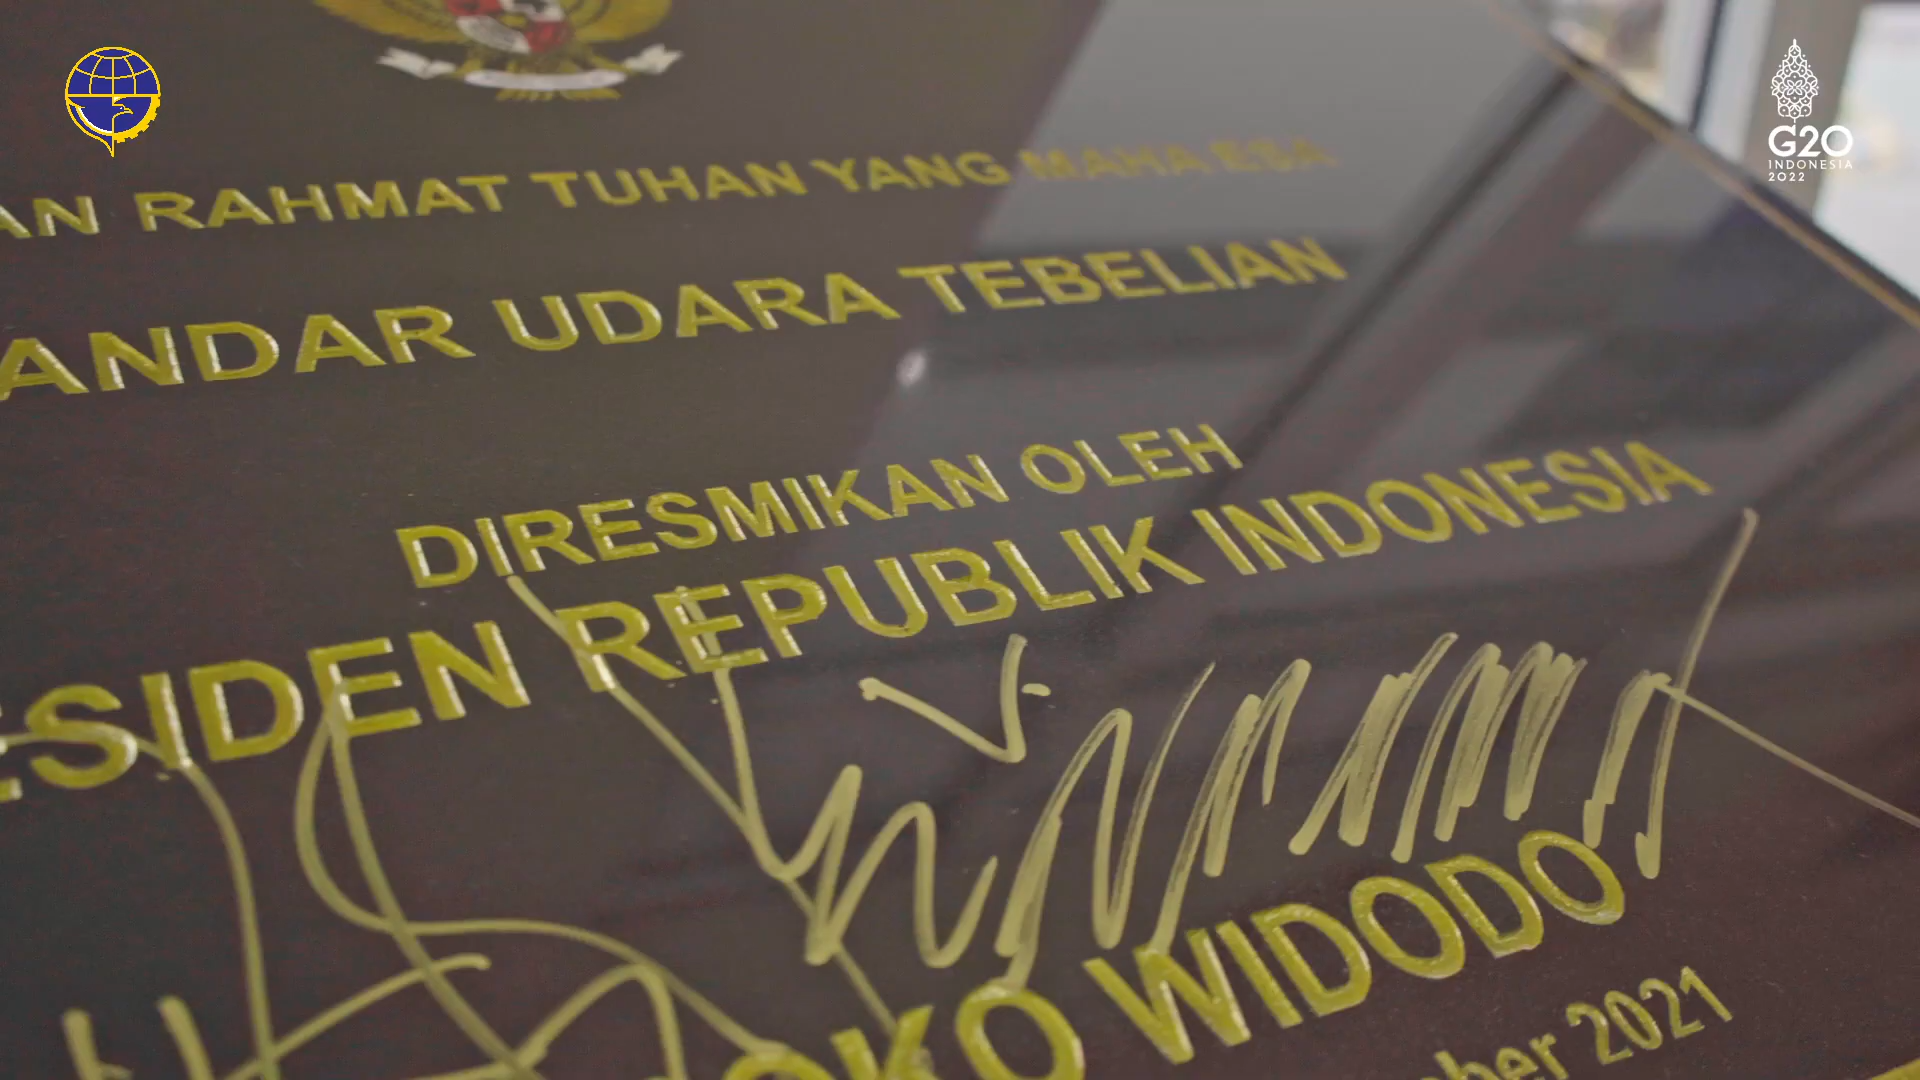 AN RAHMAT TUHAN YANG MAHA ESA
ANDAR UDARA TEBELIAN
DIRESMIKAN OLEH
ESIDEN REPUBLIK INDONESIA
OKO WIDODO
ber 2021
G20
INDONESIA
2022